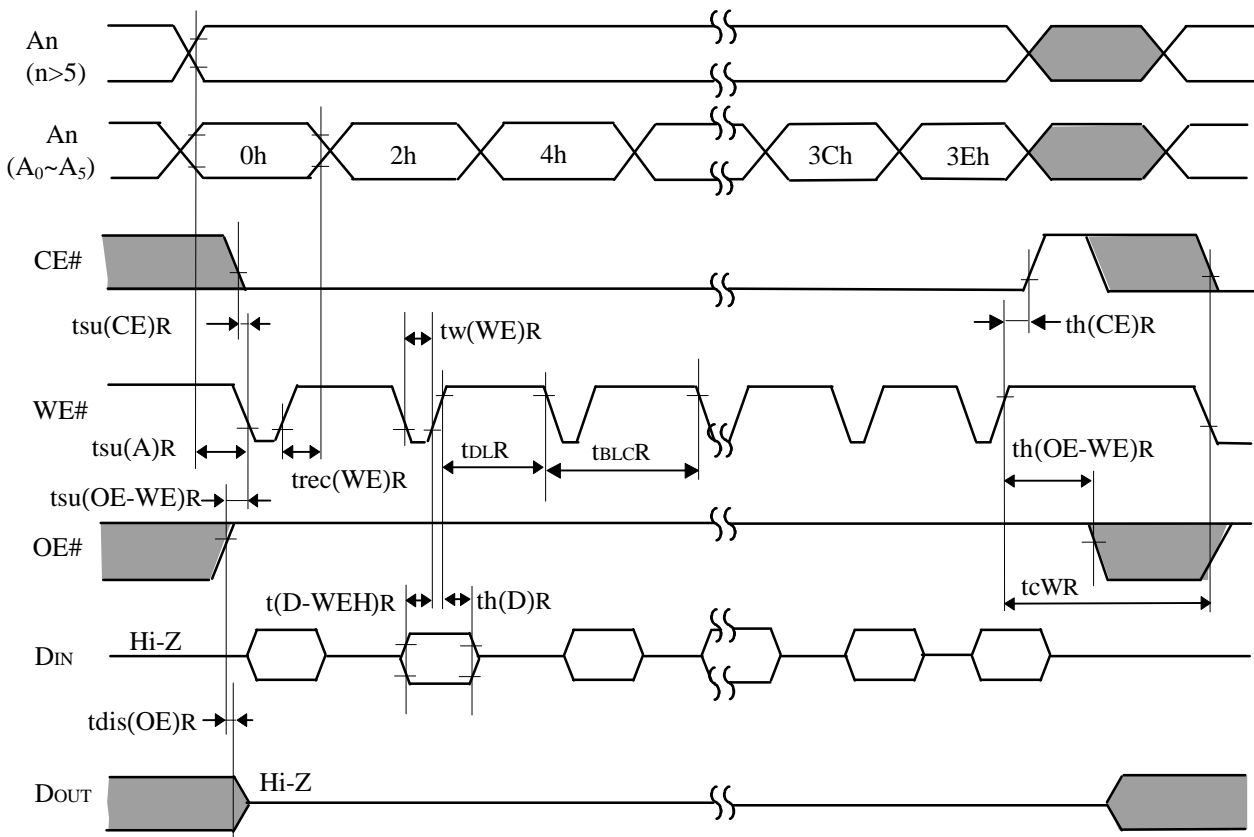 An
(n>5)
An
(A0~A5)
0h
2h
4h
3Ch
3Eh
CE#
tsu(CE)R
tw(WE)R
th(CE)R
WE#
tsu(A)R
trec(WE)R
tDLR
tBLCR
th(OE-WE)R
tsu(OE-WE)R
OE#
t(D-WEH)R
th(D)R
tcWR
DIN
Hi-Z
tdis(OE)R
DOUT
Hi-Z